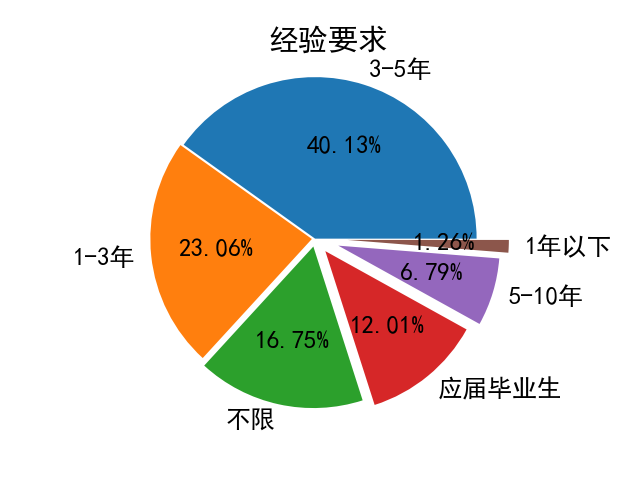 经验要求
3-5年
40.13%
1-3年
23.06%
1.26%
1年以下
6.79%
5-10年
12.01%
16.75%
应届毕业生
不限